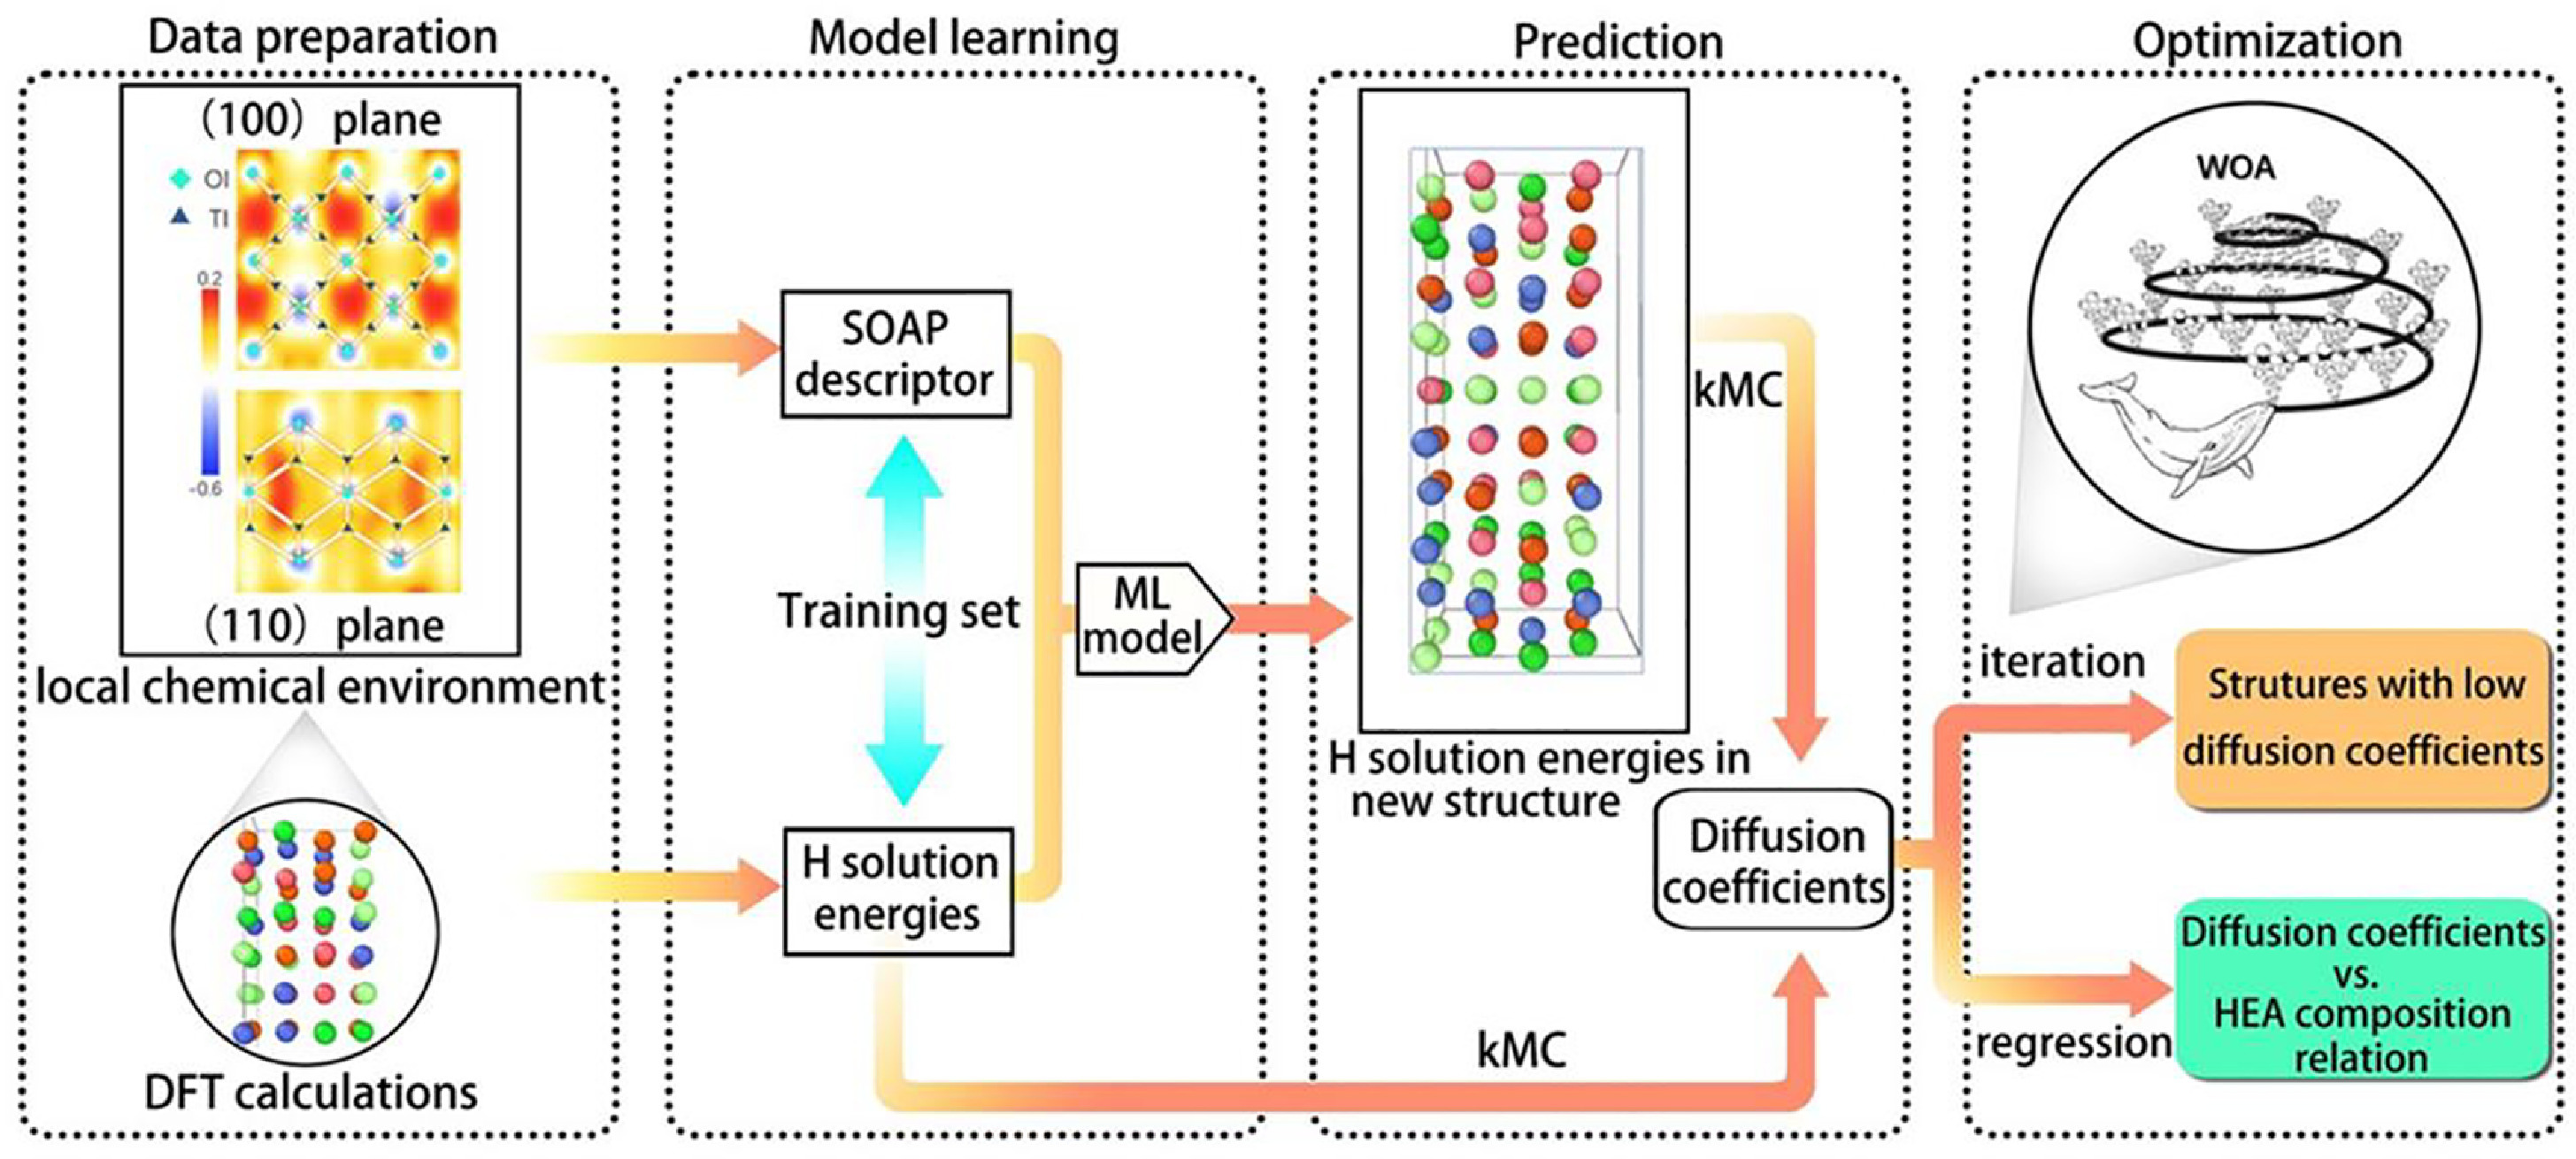 Data preparation
(100) plane
OI
TI
0.2
-0.6
(110) plane
local chemical environment
DFT calculations
Model learning
SOAP
descriptor
Training set
H solution
energies
ML
model
Prediction
kMC
H solution energies in
new structure
Diffusion
coefficients
kMC
Optimization
WOA
iteration
Strutures with low
diffusion coefficients
regression
Diffusion coefficients
vs.
HEA composition
relation